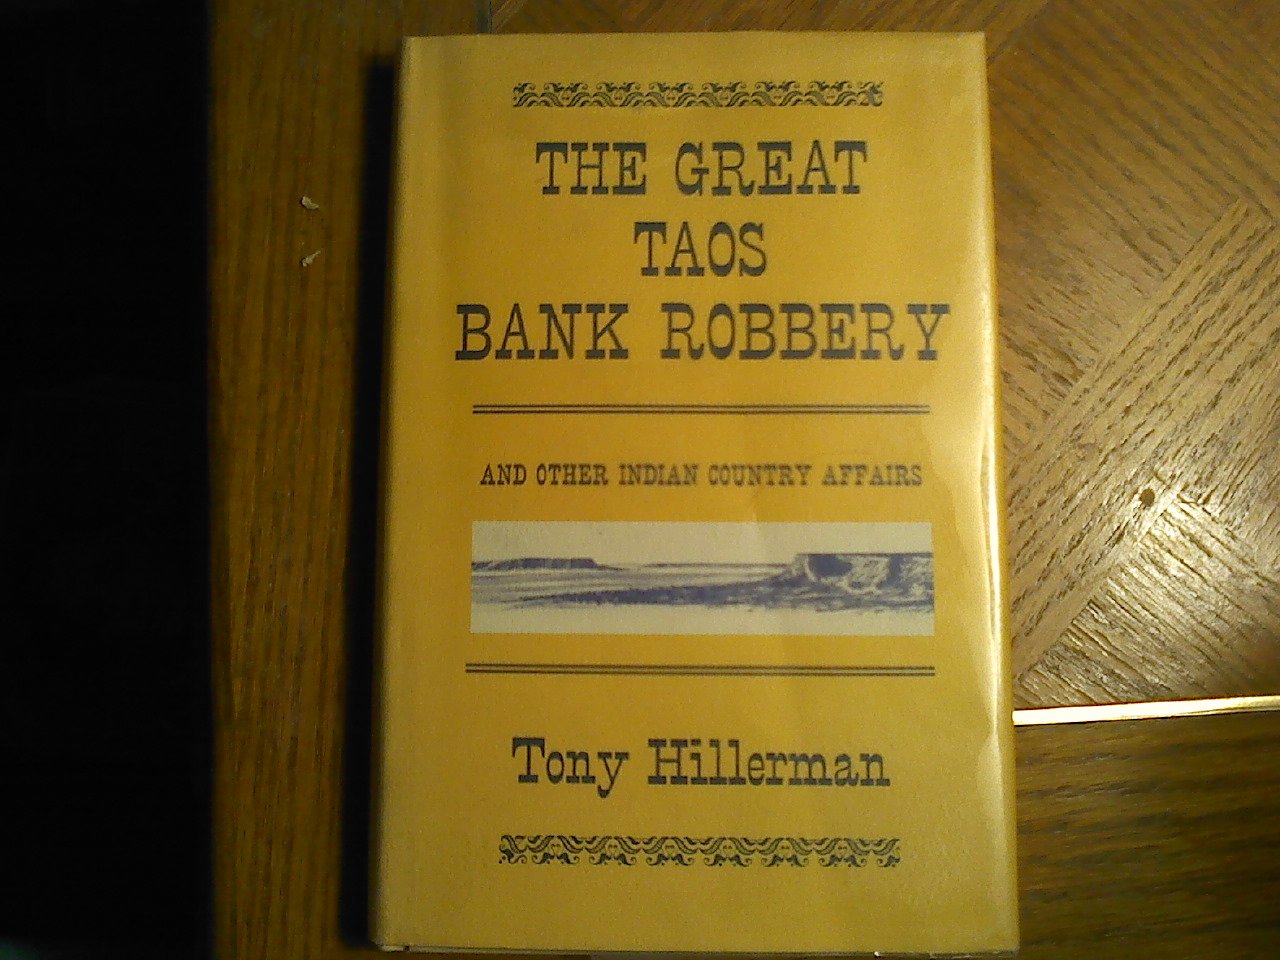 THE GREAT
TAOS
BANK ROBBERY
AND OTHER INDIAN COUNTRY AFFAIRS
Tony Hillerman